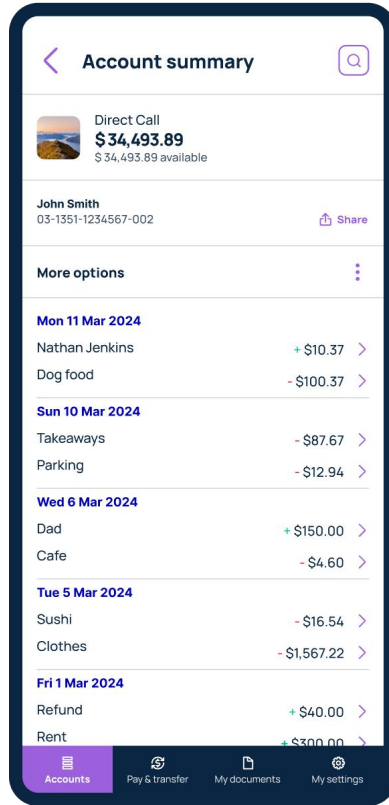 Account summary
Direct Call
$34,493.89
$34,493.89 available
John Smith
03-1351-1234567-002
Share
More options
Mon 11 Mar 2024
Nathan Jenkins + $10.37
Dog food - $100.37
Sun 10 Mar 2024
Takeaways - $87.67
Parking - $12.94
Wed 6 Mar 2024
Dad + $150.00
Cafe - $4.60
Tue 5 Mar 2024
Sushi - $16.54
Clothes - $1,567.22
Fri 1 Mar 2024
Refund + $40.00
Rent + $300.00
Accounts Pay & transfer My documents My settings